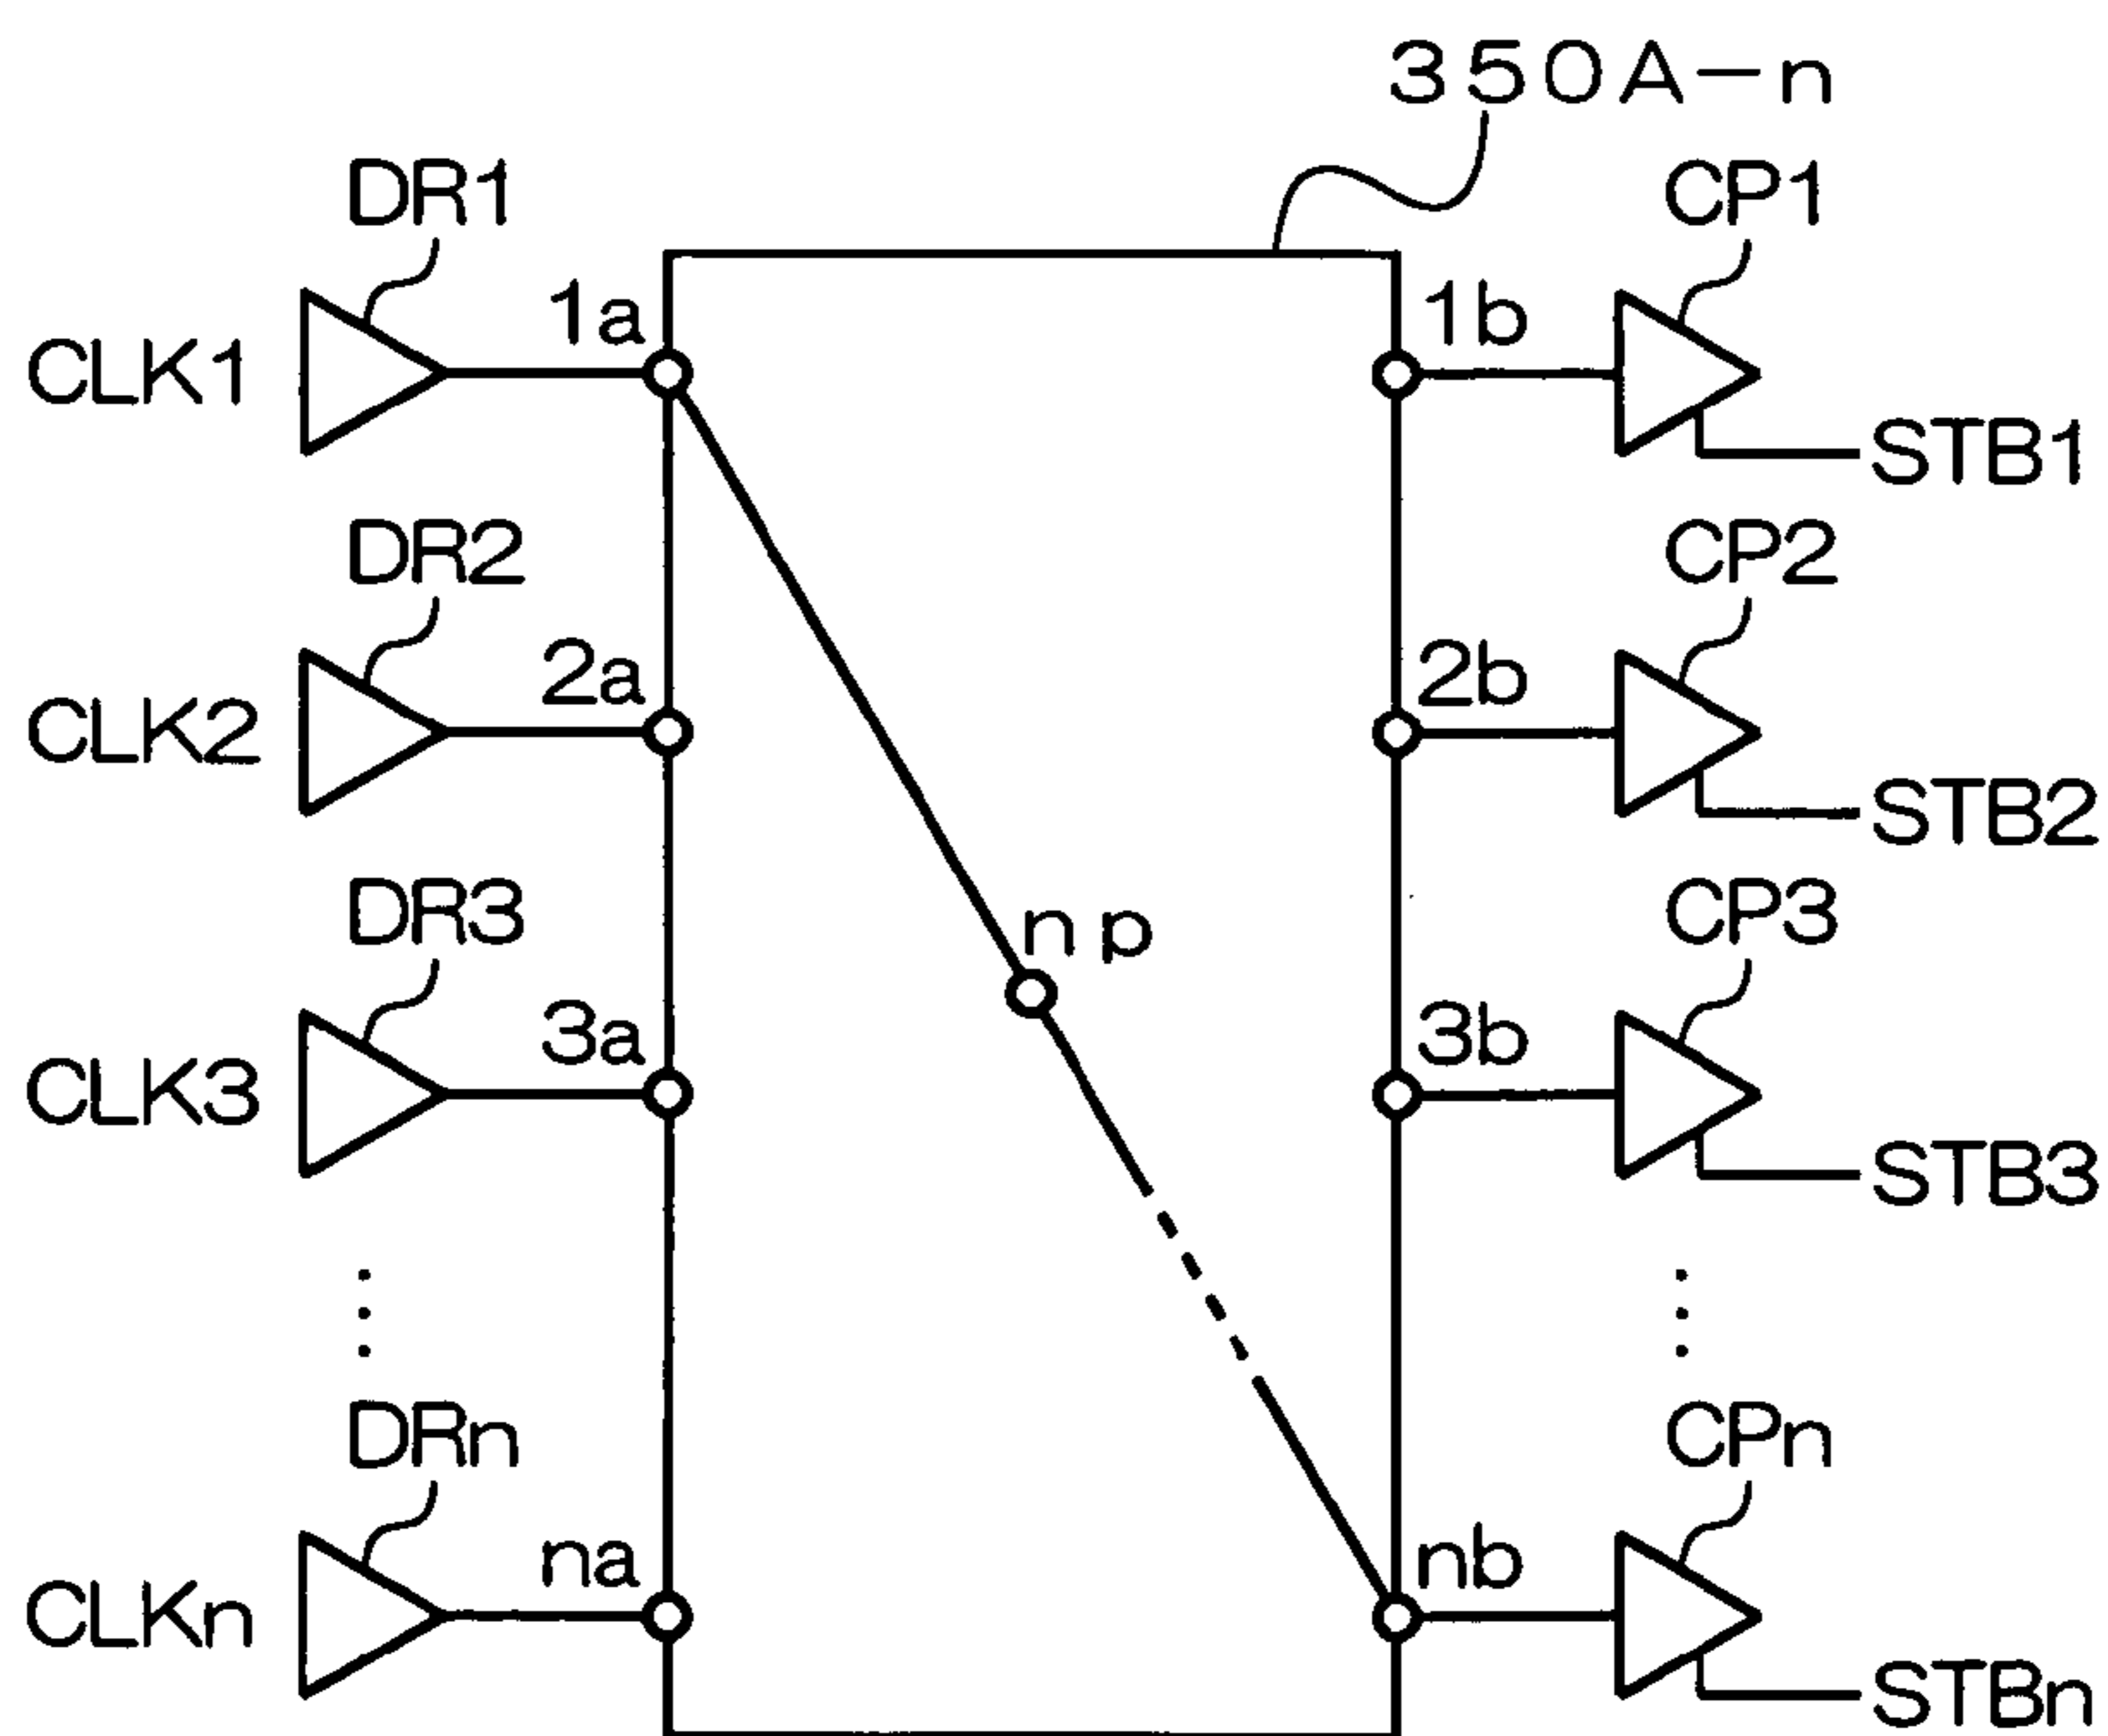 350A-n
DR1
CP1
1a
1b
CLK1
STB1
DR2
CP2
2a
2b
CLK2
STB2
DR3
CP3
np
3a
3b
CLK3
STB3
DRn
CPn
na
nb
CLKn
STBn